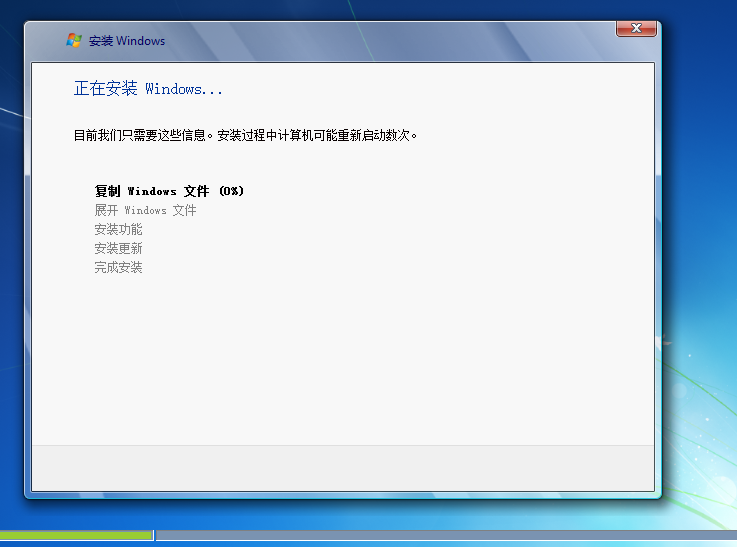 安装 Windows
正在安装 Windows...
目前我们只需要这些信息。安装过程中计算机可能重新启动数次。
复制 Windows 文件 (0%)
展开 Windows 文件
安装功能
安装更新
完成安装